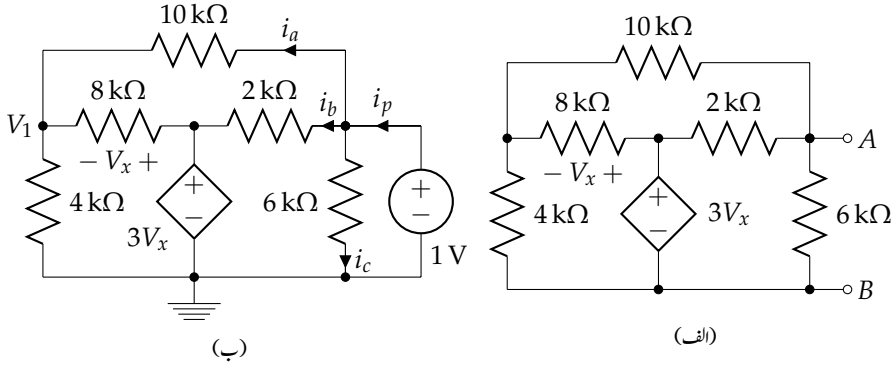 10 kΩ
i_a
8 kΩ
2 kΩ
i_b
i_p
V_1
− V_x +
4 kΩ
+
−
3V_x
6 kΩ
i_c
+
−
1 V
(ب)
10 kΩ
8 kΩ
2 kΩ
A
− V_x +
4 kΩ
+
−
3V_x
6 kΩ
B
(الف)